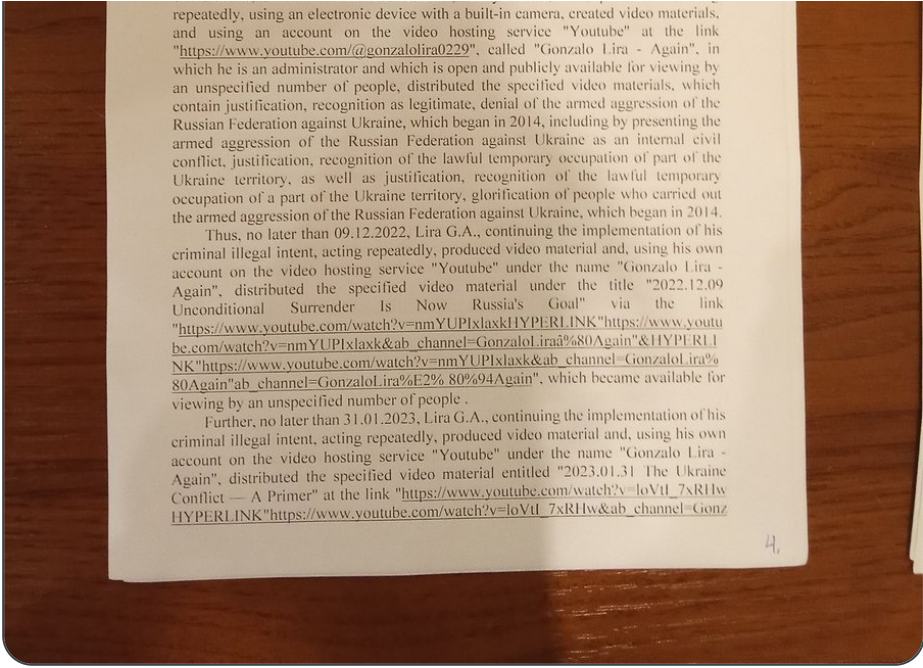 repeatedly, using an electronic device with a built-in camera, created video materials,
and using an account on the video hosting service "Youtube" at the link
"https://www.youtube.com/@gonzalolira0229", called "Gonzalo Lira - Again", in
which he is an administrator and which is open and publicly available for viewing by
an unspecified number of people, distributed the specified video materials, which
contain justification, recognition as legitimate, denial of the armed aggression of the
Russian Federation against Ukraine, which began in 2014, including by presenting the
armed aggression of the Russian Federation against Ukraine as an internal civil
conflict, justification, recognition of the lawful temporary occupation of part of the
Ukraine territory, as well as justification, recognition of the lawful temporary
occupation of a part of the Ukraine territory, glorification of people who carried out
the armed aggression of the Russian Federation against Ukraine, which began in 2014.
Thus, no later than 09.12.2022, Lira G.A., continuing the implementation of his
criminal illegal intent, acting repeatedly, produced video material and, using his own
account on the video hosting service "Youtube" under the name "Gonzalo Lira -
Again", distributed the specified video material under the title "2022.12.09
Unconditional Surrender Is Now Russia's Goal" via the link
"https://www.youtube.com/watch?v=nmYUPIxlaxkHYPERLINK"https://www.youtu
be.com/watch?v=nmYUPIxlaxk&ab_channel=GonzaloLiraâ%80Again"&HYPERLI
NK"https://www.youtube.com/watch?v=nmYUPIxlaxk&ab_channel=GonzaloLira%
80Again"ab_channel=GonzaloLira%E2% 80%94Again", which became available for
viewing by an unspecified number of people .
Further, no later than 31.01.2023, Lira G.A., continuing the implementation of his
criminal illegal intent, acting repeatedly, produced video material and, using his own
account on the video hosting service "Youtube" under the name "Gonzalo Lira -
Again", distributed the specified video material entitled "2023.01.31 The Ukraine
Conflict — A Primer" at the link "https://www.youtube.com/watch?v=loVtI_7xRHw
HYPERLINK"https://www.youtube.com/watch?v=loVtI_7xRHw&ab_channel=Gonz
4.